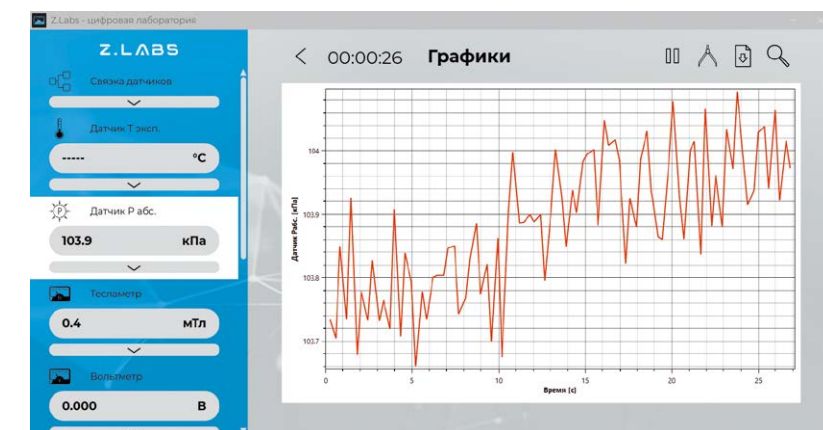 Z.Labs - цифровая лаборатория
Z.LABS
Связка датчиков
Датчик Т эксп.
----- °C
Датчик Р абс.
103.9 кПа
Тесламетр
0.4 мТл
Вольтметр
0.000 В
00:00:26 Графики
Датчик Рабс. [кПа]
104
103.9
103.8
103.7
0 5 10 15 20 25
Время [с]